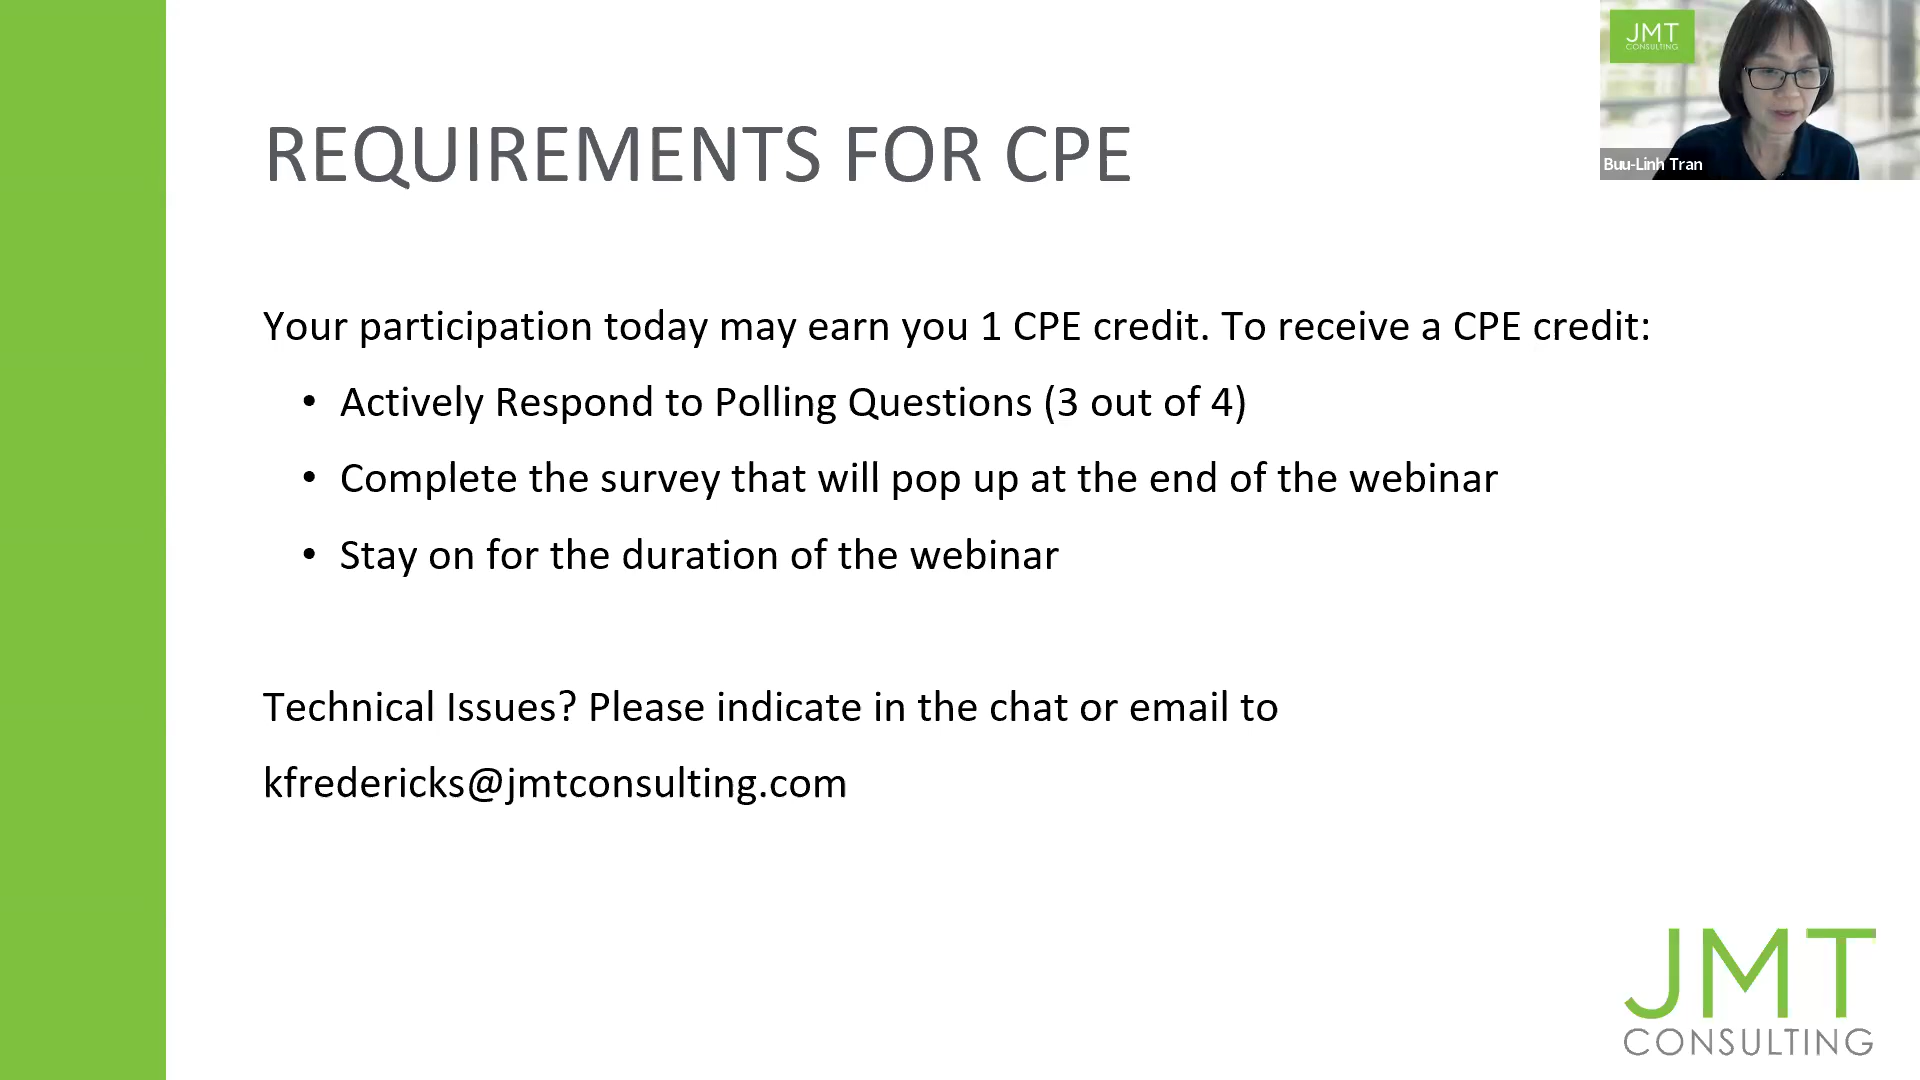 JMT
CONSULTING
Buu-Linh Tran
REQUIREMENTS FOR CPE
Your participation today may earn you 1 CPE credit. To receive a CPE credit:
• Actively Respond to Polling Questions (3 out of 4)
• Complete the survey that will pop up at the end of the webinar
• Stay on for the duration of the webinar
Technical Issues? Please indicate in the chat or email to
kfredericks@jmtconsulting.com
JMT
CONSULTING